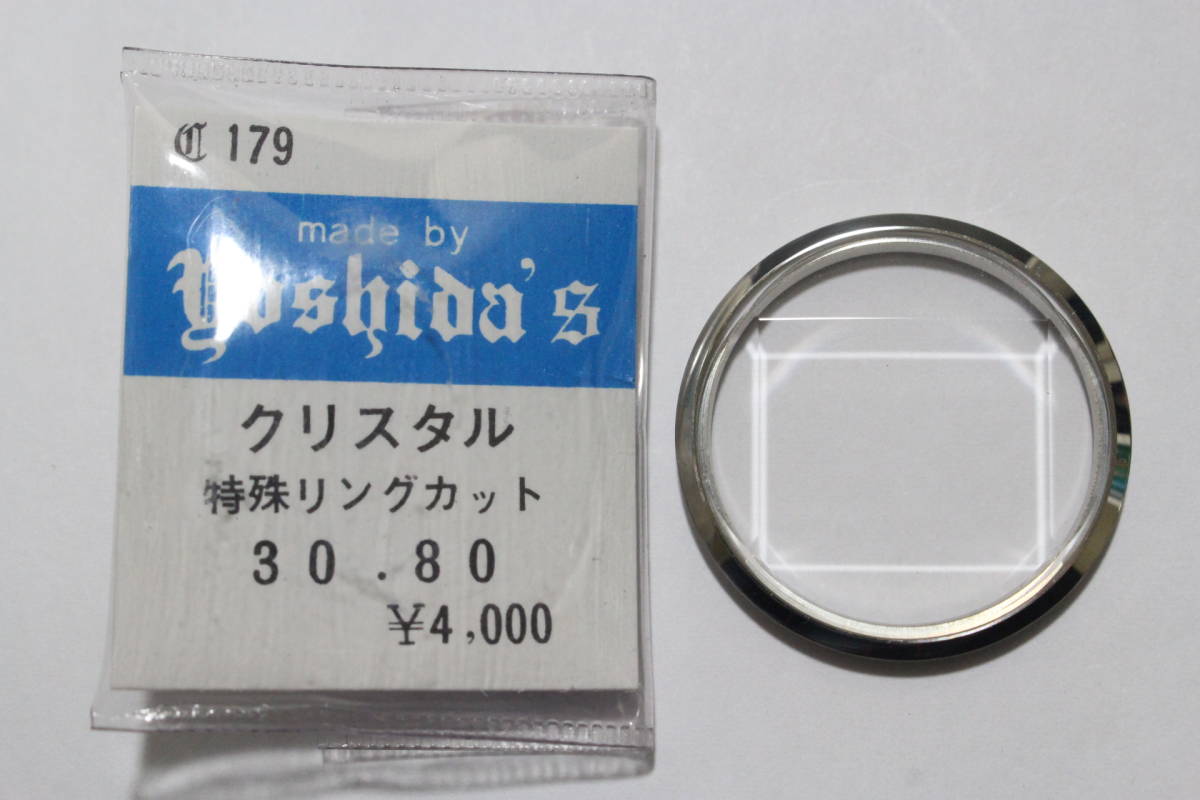 ℭ 179
made by
Yoshida's
クリスタル
特殊リングカット
30.80
¥4,000